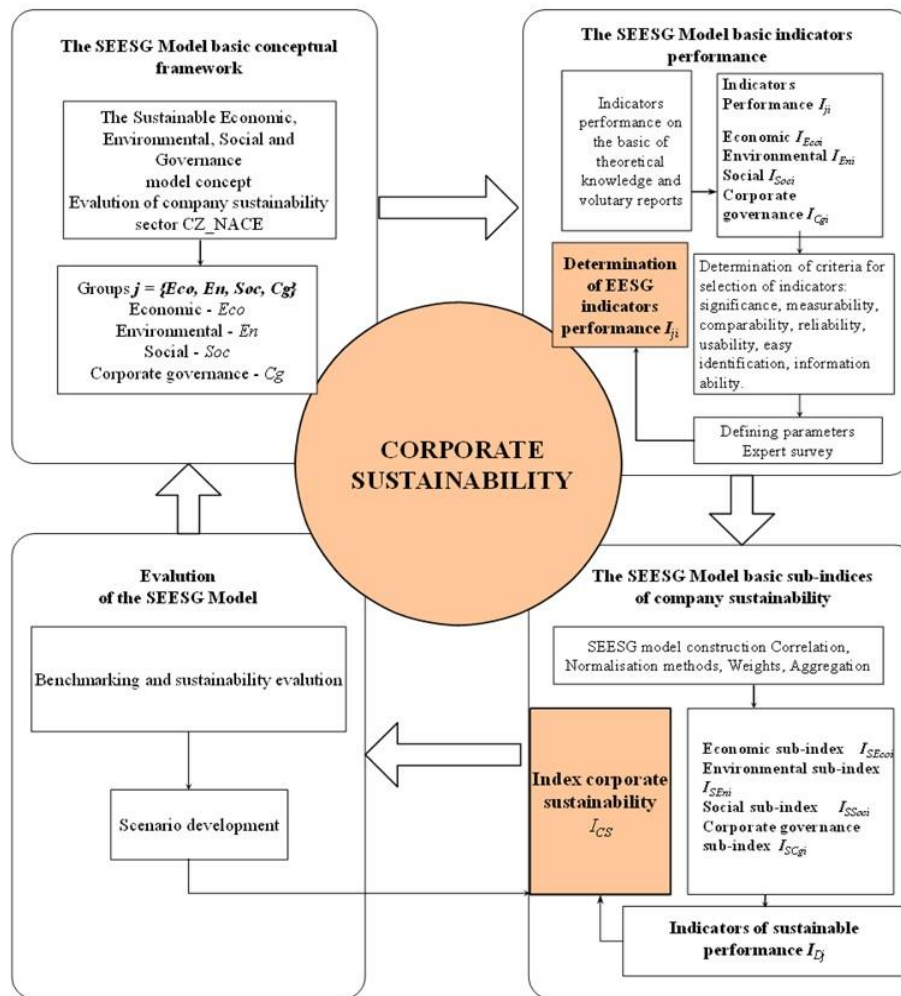 The SEESG Model basic conceptual
framework
The Sustainable Economic,
Environmental, Social and
Governance
model concept
Evalution of company sustainability
sector CZ_NACE
Groups j = {Eco, En, Soc, Cg}
Economic - Eco
Environmental - En
Social - Soc
Corporate governance - Cg
The SEESG Model basic indicators
performance
Indicators
performance on
the basic of
theoretical
knowledge and
volutary reports
Indicators
Performance Iji
Economic IEcoi
Environmental IEni
Social ISoci
Corporate
governance ICgi
Determination of criteria for
selection of indicators:
significance, measurability,
comparability, reliability,
usability, easy
identification, information
ability.
Defining parameters
Expert survey
Determination
of EESG
indicators
performance Iji
CORPORATE
SUSTAINABILITY
The SEESG Model basic sub-indices
of company sustainability
SEESG model construction Correlation,
Normalisation methods, Weights, Aggregation
Economic sub-index ISEcoi
Environmental sub-index
ISEni
Social sub-index ISSoci
Corporate governance
sub-index ISCgi
Indicators of sustainable
performance IDj
Index corporate
sustainability
ICS
Evalution
of the SEESG Model
Benchmarking and sustainability evalution
Scenario development